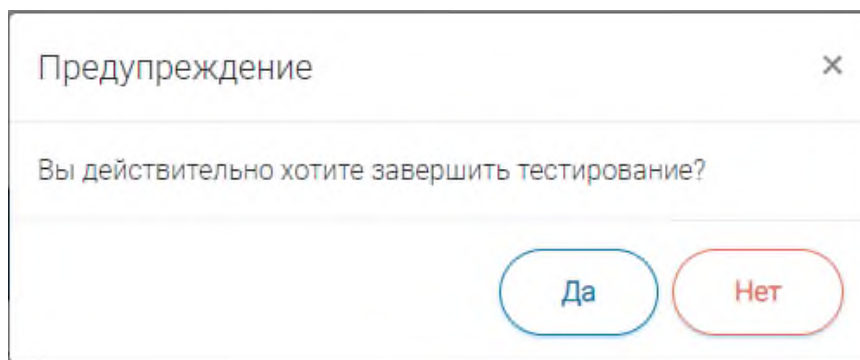 Предупреждение
Вы действительно хотите завершить тестирование?
Да Нет